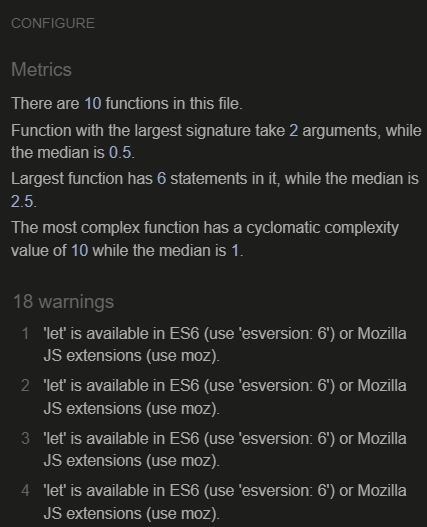 CONFIGURE
Metrics
There are 10 functions in this file.
Function with the largest signature take 2 arguments, while
the median is 0.5.
Largest function has 6 statements in it, while the median is
2.5.
The most complex function has a cyclomatic complexity
value of 10 while the median is 1.
18 warnings
1 'let' is available in ES6 (use 'esversion: 6') or Mozilla
JS extensions (use moz).
2 'let' is available in ES6 (use 'esversion: 6') or Mozilla
JS extensions (use moz).
3 'let' is available in ES6 (use 'esversion: 6') or Mozilla
JS extensions (use moz).
4 'let' is available in ES6 (use 'esversion: 6') or Mozilla
JS extensions (use moz).